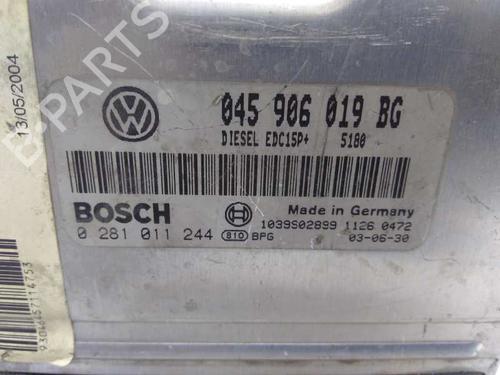 13/05/2004
045 906 019 BG
DIESEL EDC15P+ 5180
BOSCH
Made in Germany
1039S02899 1126 0472
0 281 011 244 810 BPG 03-06-30